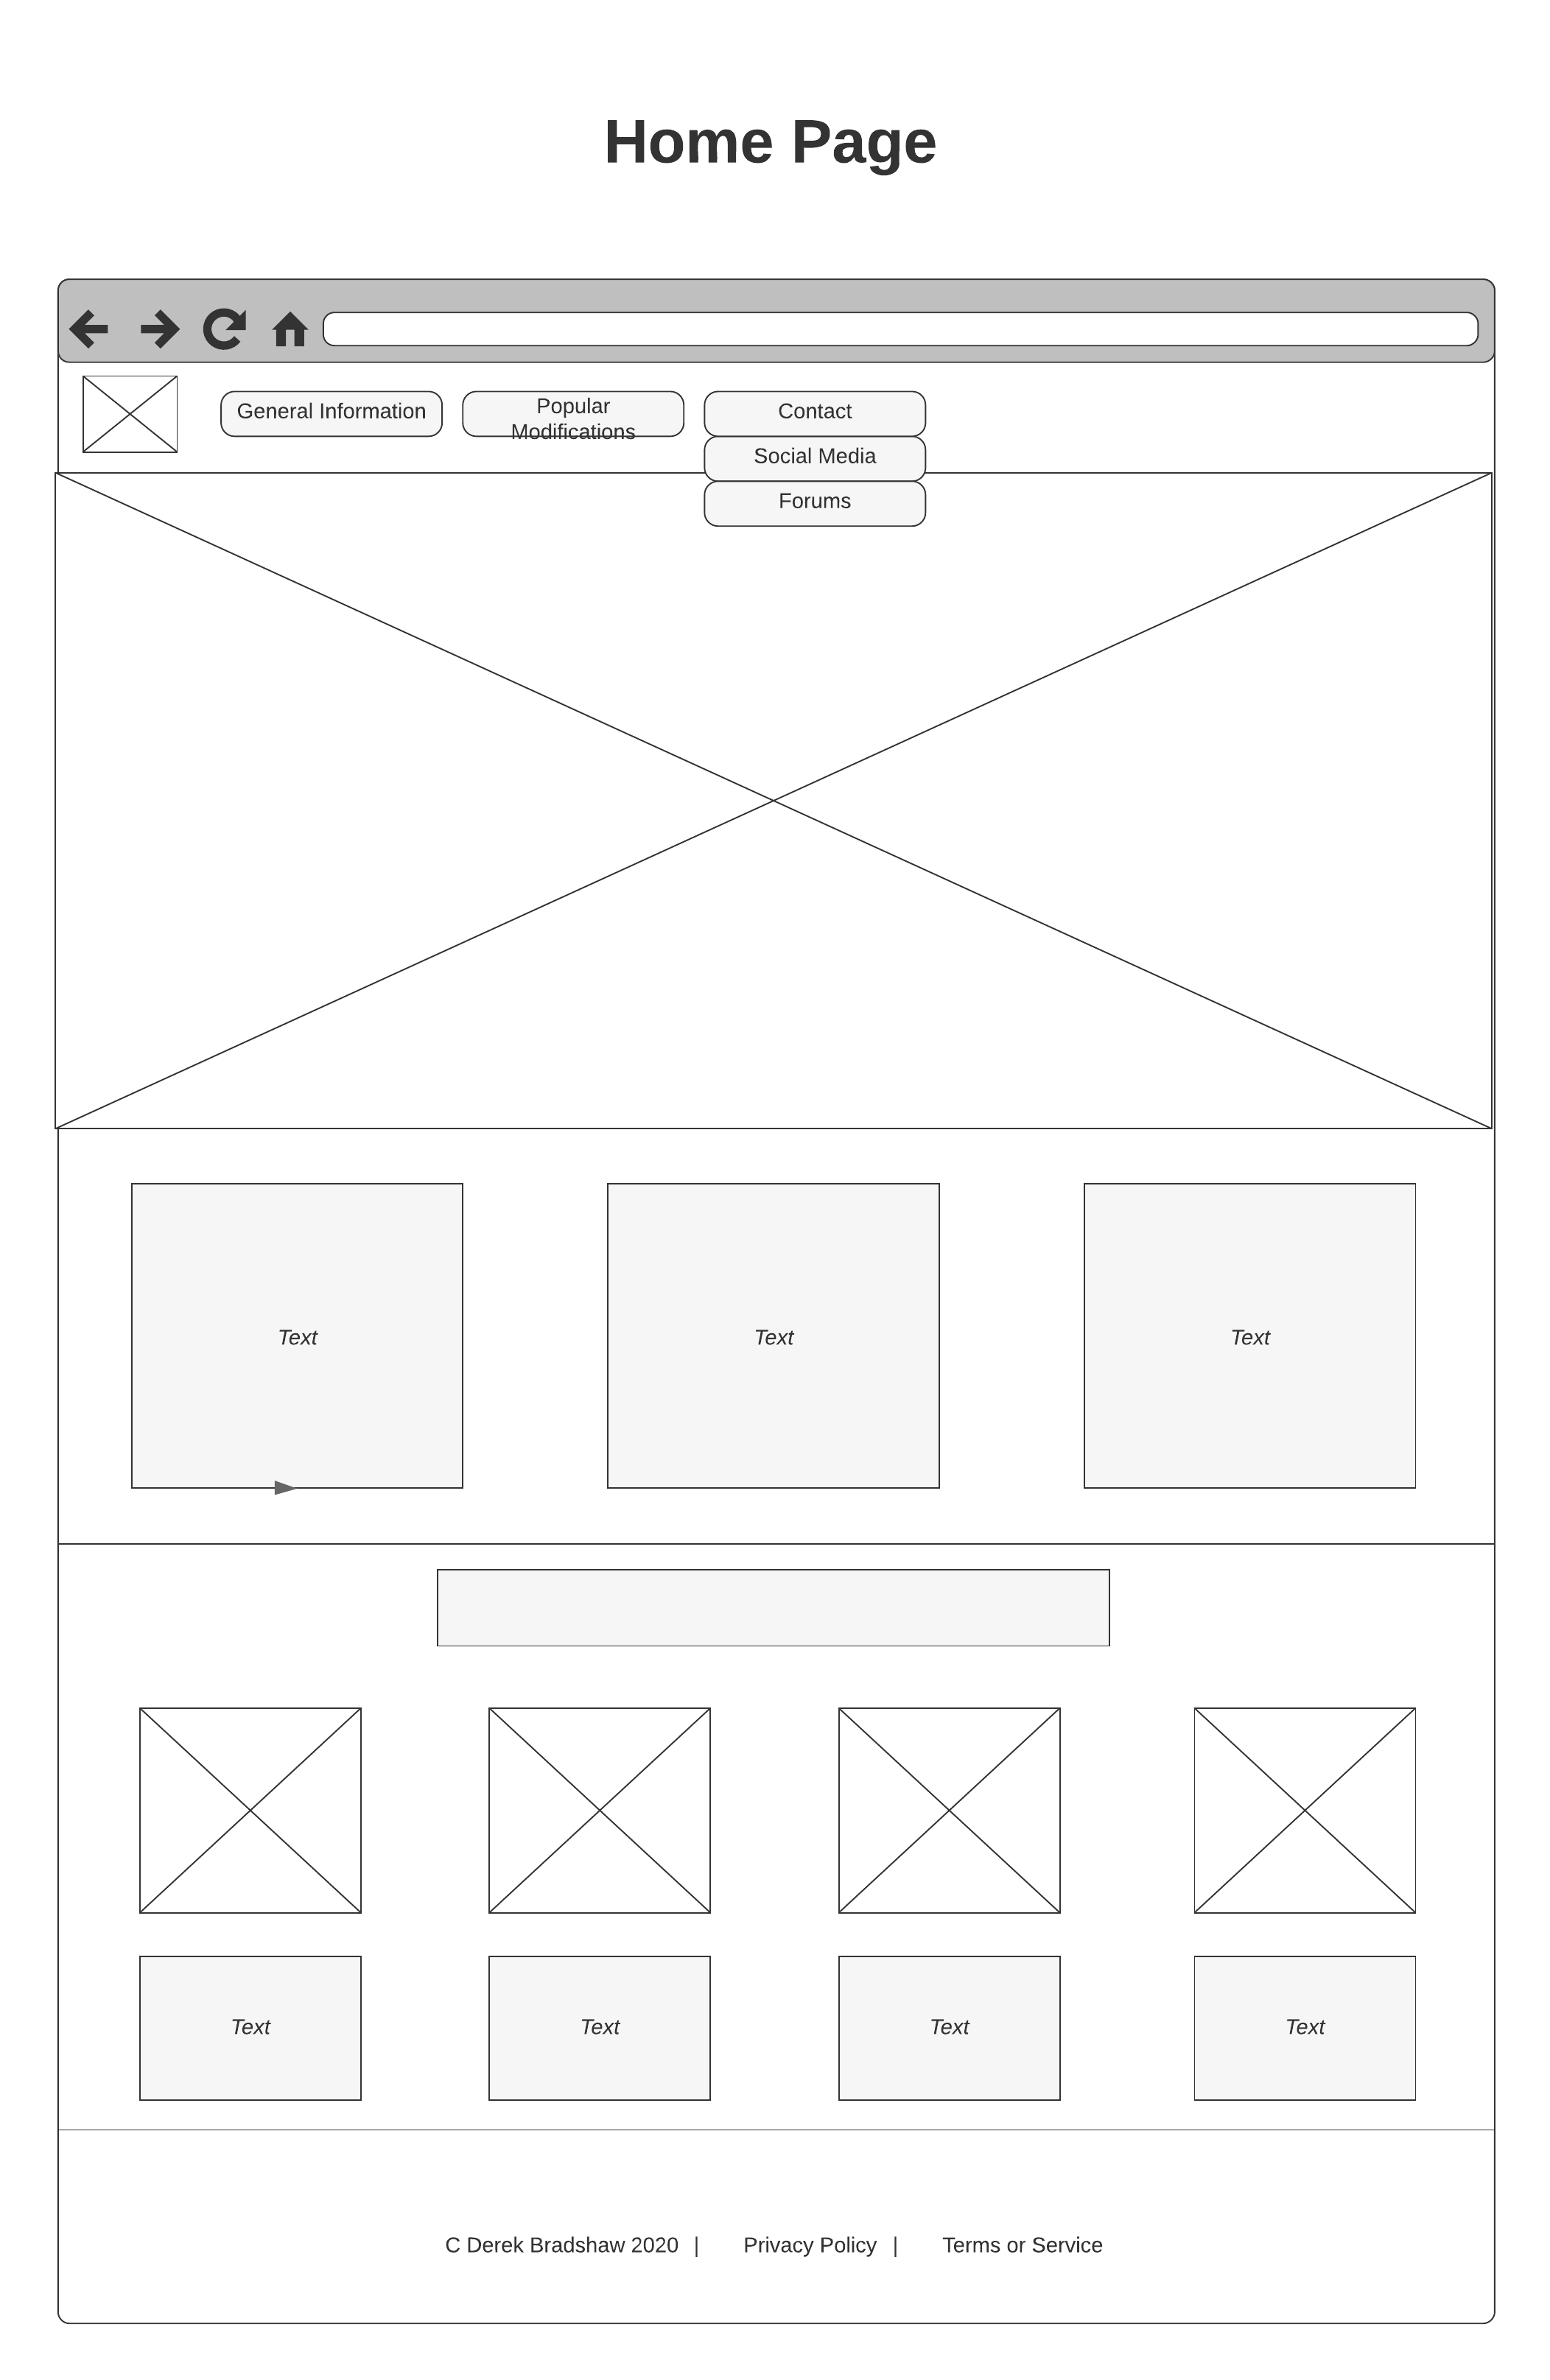 Home Page
General Information
Popular
Modifications
Contact
Social Media
Forums
Text Text Text
Text Text Text Text
C Derek Bradshaw 2020 | Privacy Policy | Terms or Service